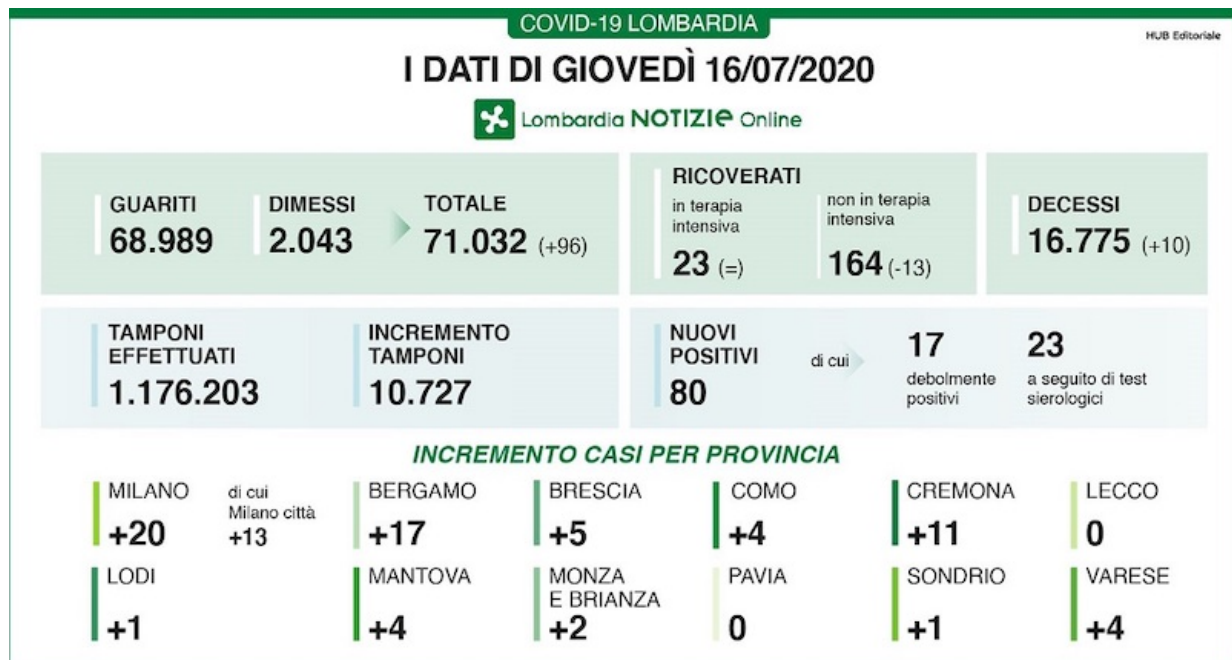 COVID-19 LOMBARDIA
HUB Editoriale
I DATI DI GIOVEDÌ 16/07/2020
Lombardia NOTIZIe Online
GUARITI
68.989
DIMESSI
2.043
TOTALE
71.032 (+96)
RICOVERATI
in terapia
intensiva
23 (=)
non in terapia
intensiva
164 (-13)
DECESSI
16.775 (+10)
TAMPONI
EFFETTUATI
1.176.203
INCREMENTO
TAMPONI
10.727
NUOVI
POSITIVI
80
di cui
17
debolmente
positivi
23
a seguito di test
sierologici
INCREMENTO CASI PER PROVINCIA
MILANO
+20
di cui
Milano città
+13
BERGAMO
+17
BRESCIA
+5
COMO
+4
CREMONA
+11
LECCO
0
LODI
+1
MANTOVA
+4
MONZA
E BRIANZA
+2
PAVIA
0
SONDRIO
+1
VARESE
+4